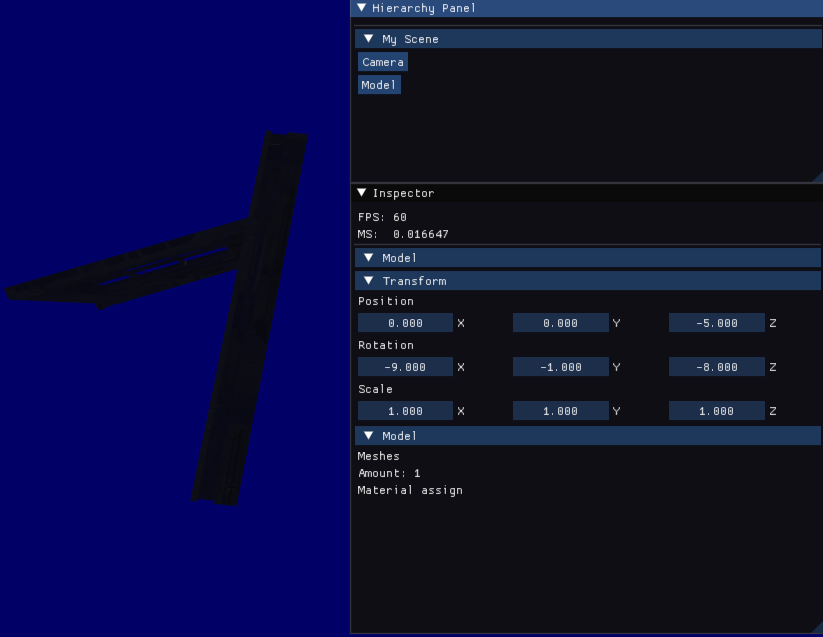 Hierarchy Panel
My Scene
Camera
Model
Inspector
FPS: 60
MS: 0.016647
Model
Transform
Position
0.000 X 0.000 Y -5.000 Z
Rotation
-9.000 X -1.000 Y -8.000 Z
Scale
1.000 X 1.000 Y 1.000 Z
Model
Meshes
Amount: 1
Material assign